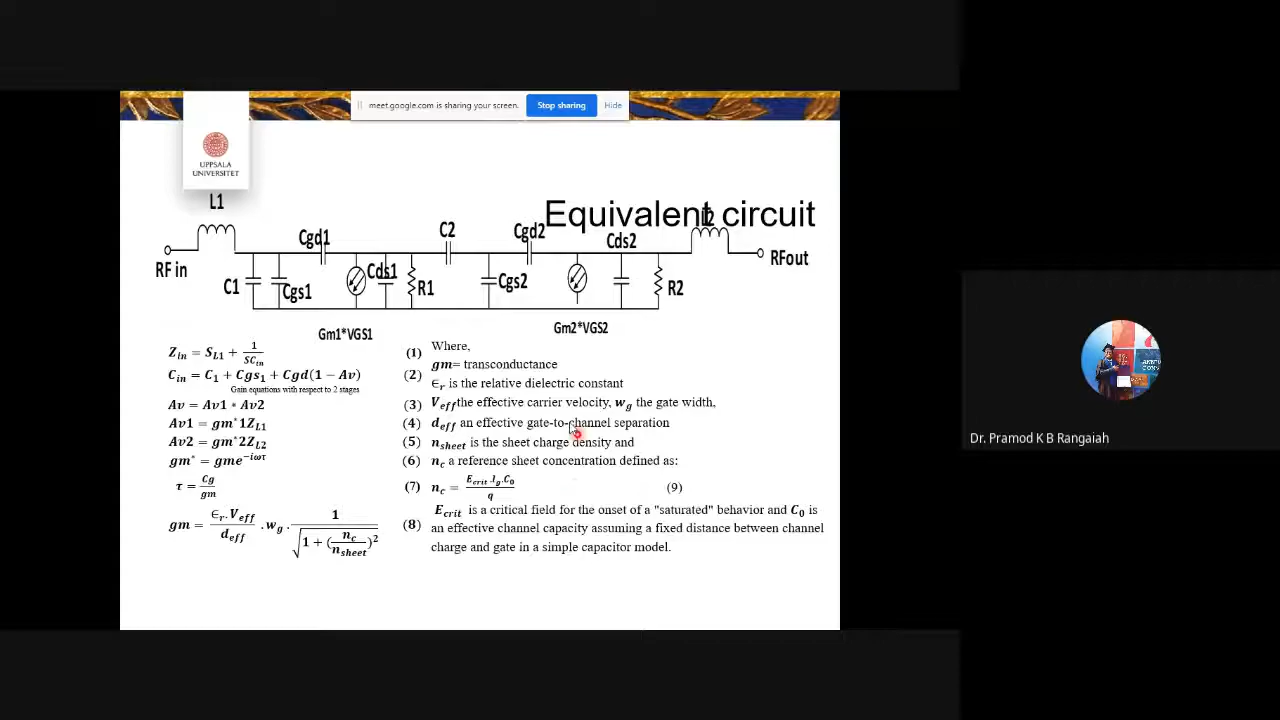 meet.google.com is sharing your screen.
Stop sharing
Hide
UPPSALA
UNIVERSITET
Equivalent circuit
L1
Cgd1
C2
Cgd2
Cds2
RF in
C1
Cgs1
Cds1
R1
Cgs2
R2
RFout
Gm1*VGS1
Gm2*VGS2
Zin = SL1 + 1/SCin (1)
Cin = C1 + Cgs1 + Cgd(1 − Av) (2)
Gain equations with respect to 2 stages
Av = Av1 * Av2 (3)
Av1 = gm*1ZL1 (4)
Av2 = gm*2ZL2 (5)
gm* = gme^−iωτ (6)
τ = Cg/gm (7)
gm = ∈r.Veff/deff .wg. 1/√(1 + (nc/nsheet)²) (8)
Where,
gm= transconductance
∈r is the relative dielectric constant
Veff the effective carrier velocity, wg the gate width,
deff an effective gate-to-channel separation
nsheet is the sheet charge density and
nc a reference sheet concentration defined as:
nc = Ecrit.lg.C0/q (9)
Ecrit is a critical field for the onset of a "saturated" behavior and C0 is
an effective channel capacity assuming a fixed distance between channel
charge and gate in a simple capacitor model.
Dr. Pramod K B Rangaiah